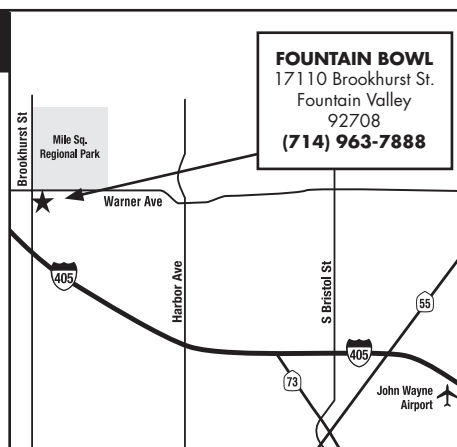 FOUNTAIN BOWL
17110 Brookhurst St.
Fountain Valley
92708
(714) 963-7888
Brookhurst St
Mile Sq.
Regional Park
Warner Ave
405
Harbor Ave
S Bristol St
55
405
73
John Wayne
Airport